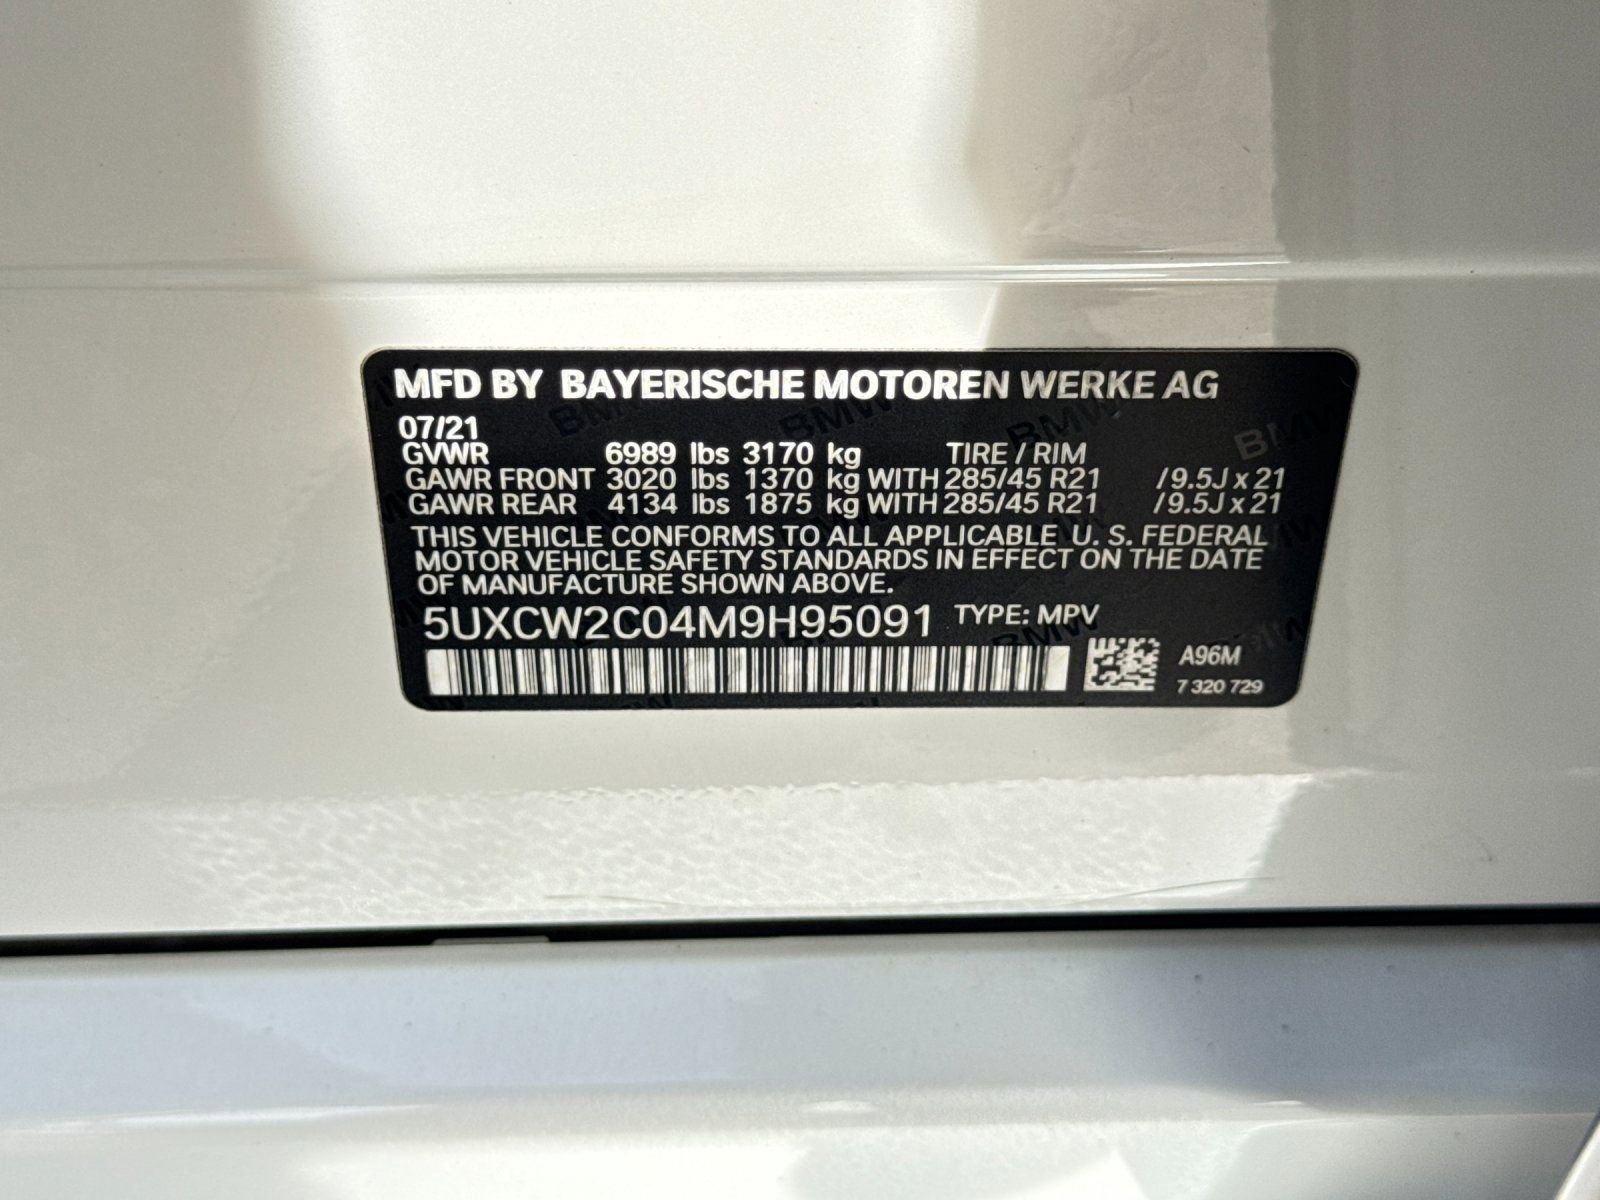 MFD BY BAYERISCHE MOTOREN WERKE AG
07/21
GVWR 6989 lbs 3170 kg TIRE / RIM
GAWR FRONT 3020 lbs 1370 kg WITH 285/45 R21 /9.5J x 21
GAWR REAR 4134 lbs 1875 kg WITH 285/45 R21 /9.5J x 21
THIS VEHICLE CONFORMS TO ALL APPLICABLE U. S. FEDERAL
MOTOR VEHICLE SAFETY STANDARDS IN EFFECT ON THE DATE
OF MANUFACTURE SHOWN ABOVE.
5UXCW2C04M9H95091 TYPE: MPV
A96M
7 320 729